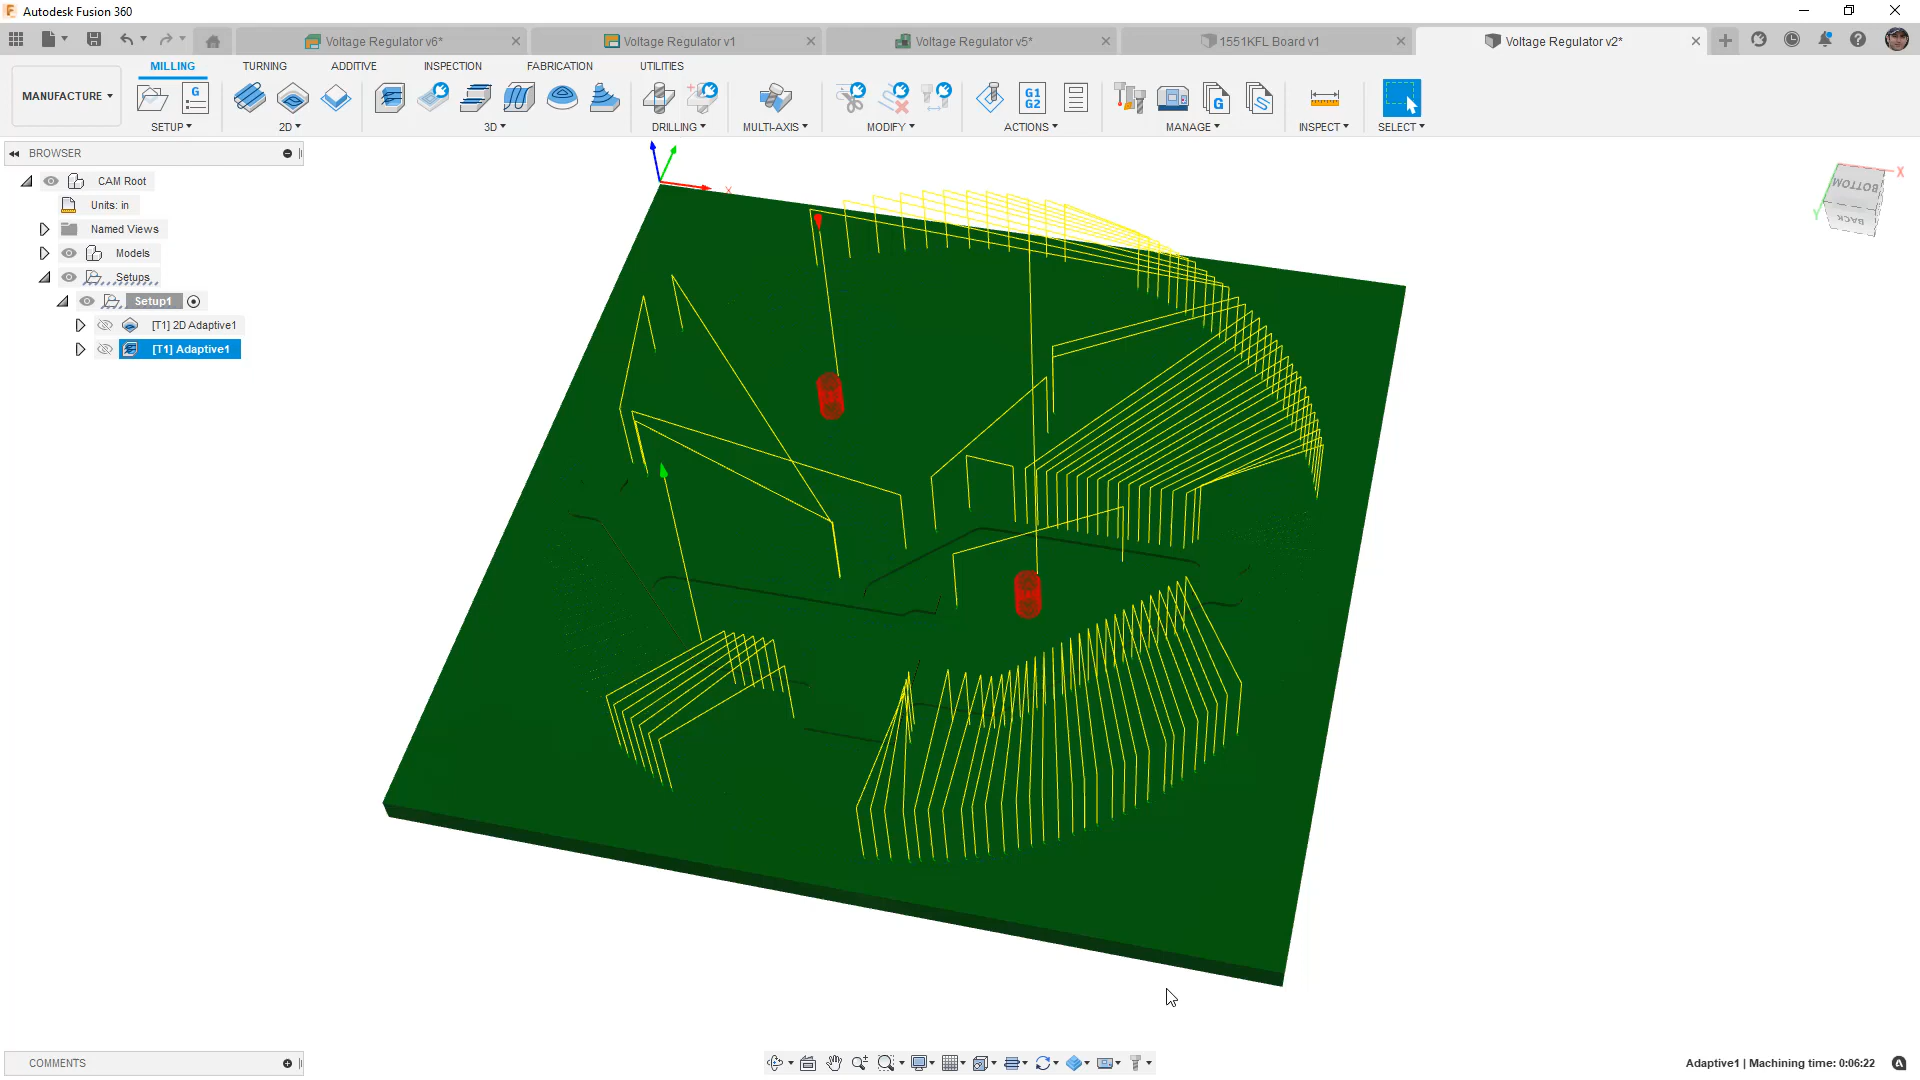 Autodesk Fusion 360
Voltage Regulator v6*
Voltage Regulator v1
Voltage Regulator v5*
1551KFL Board v1
Voltage Regulator v2*
MILLING
TURNING
ADDITIVE
INSPECTION
FABRICATION
UTILITIES
MANUFACTURE
G
G1
G2
G
SETUP
2D
3D
DRILLING
MULTI-AXIS
MODIFY
ACTIONS
MANAGE
INSPECT
SELECT
BROWSER
CAM Root
Units: in
Named Views
Models
Setups
Setup1
[T1] 2D Adaptive1
[T1] Adaptive1
X
BOTTOM
BACK
X
Y
COMMENTS
Adaptive1 | Machining time: 0:06:22